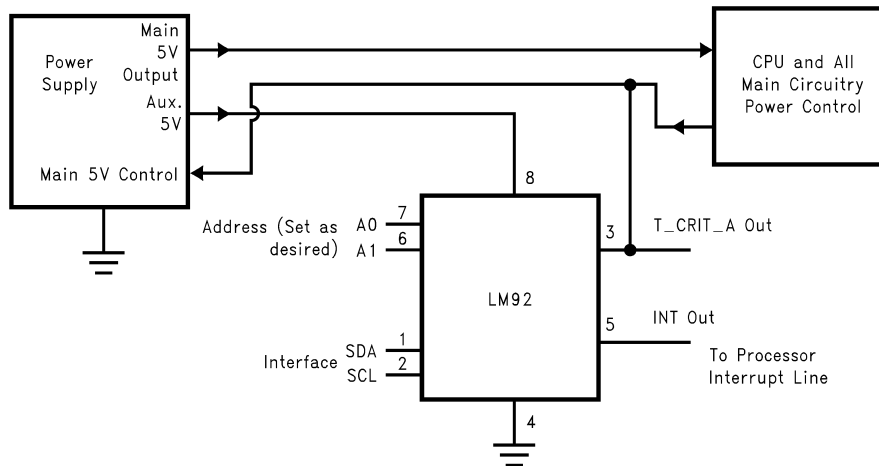 Main
5V
Output
Power
Supply
Aux.
5V
Main 5V Control
CPU and All
Main Circuitry
Power Control
8
Address (Set as
desired)
A0
7
A1
6
3
T_CRIT_A Out
LM92
5
INT Out
To Processor
Interrupt Line
Interface
SDA
1
SCL
2
4